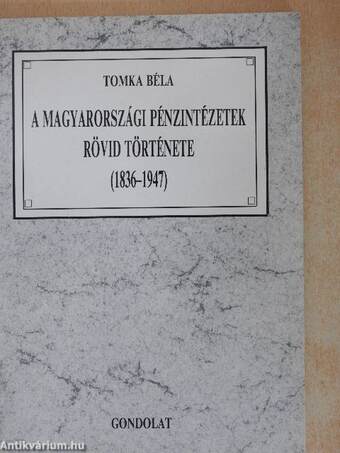 TOMKA BÉLA
A MAGYARORSZÁGI PÉNZINTÉZETEK
RÖVID TÖRTÉNETE
(1836-1947)
GONDOLAT
Antikvárium.hu